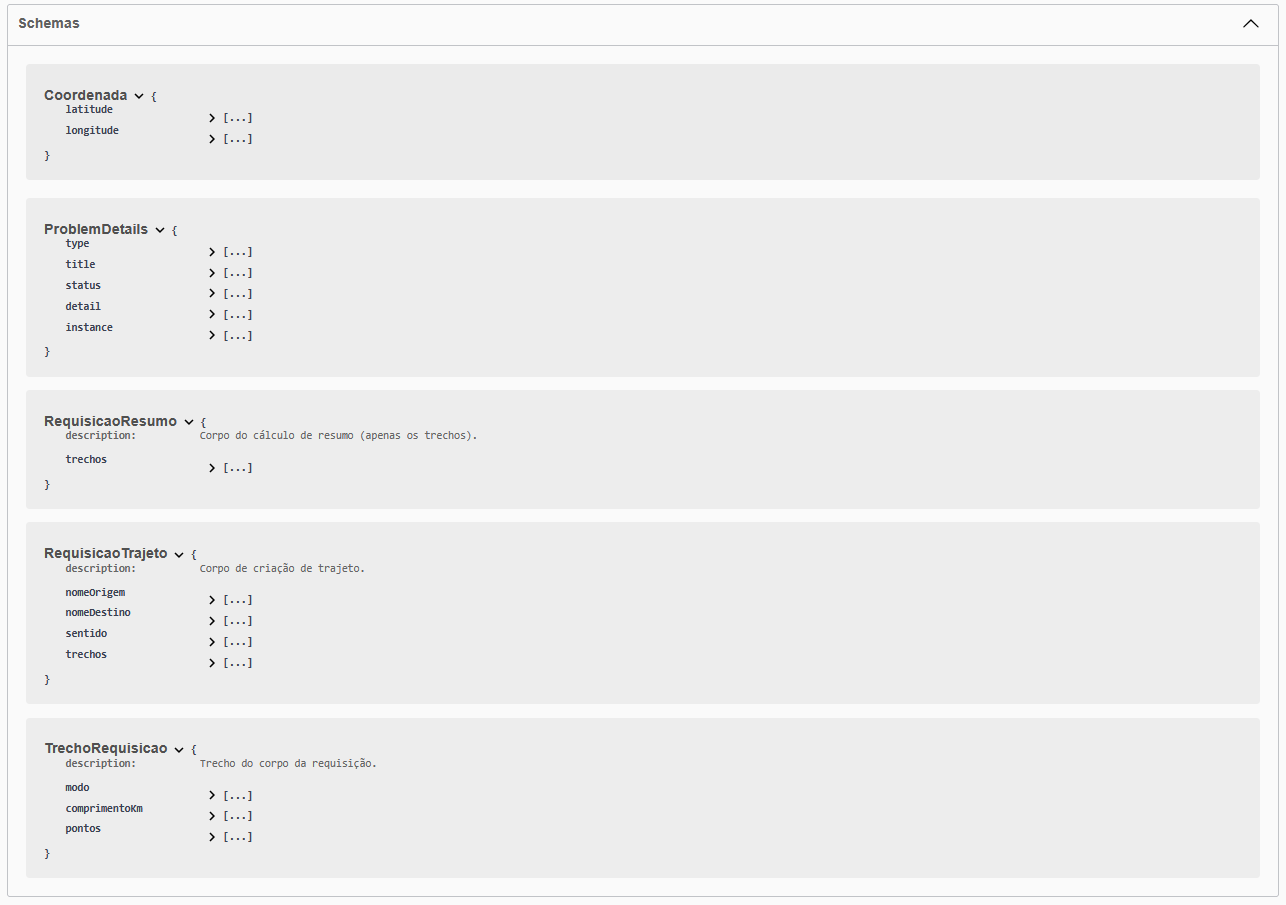 Schemas
Coordenada {
latitude
[...]
longitude
[...]
}
ProblemDetails {
type
[...]
title
[...]
status
[...]
detail
[...]
instance
[...]
}
RequisicaoResumo {
description: Corpo do cálculo de resumo (apenas os trechos).
trechos
[...]
}
RequisicaoTrajeto {
description: Corpo de criação de trajeto.
nomeOrigem
[...]
nomeDestino
[...]
sentido
[...]
trechos
[...]
}
TrechoRequisicao {
description: Trecho do corpo da requisição.
modo
[...]
comprimentoKm
[...]
pontos
[...]
}